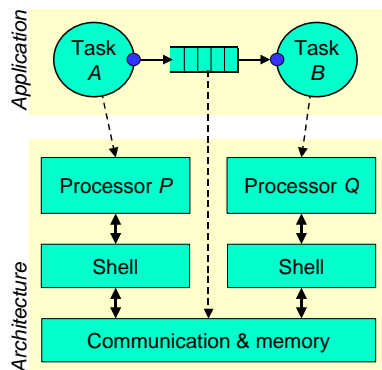 Application
Task
A
Task
B
Architecture
Processor P
Processor Q
Shell
Shell
Communication & memory